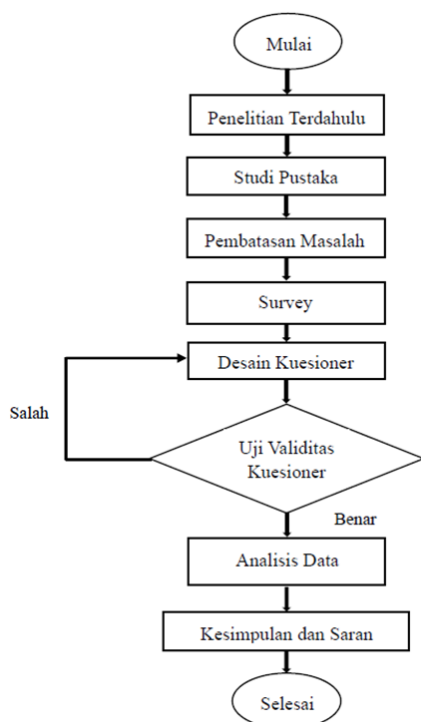 Mulai
Penelitian Terdahulu
Studi Pustaka
Pembatasan Masalah
Survey
Desain Kuesioner
Salah
Uji Validitas
Kuesioner
Benar
Analisis Data
Kesimpulan dan Saran
Selesai